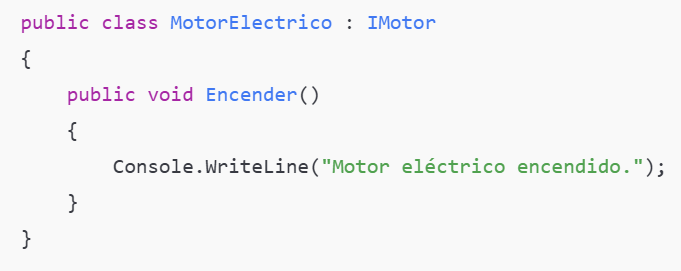 public class MotorElectrico : IMotor
{
    public void Encender()
    {
        Console.WriteLine("Motor eléctrico encendido.");
    }
}